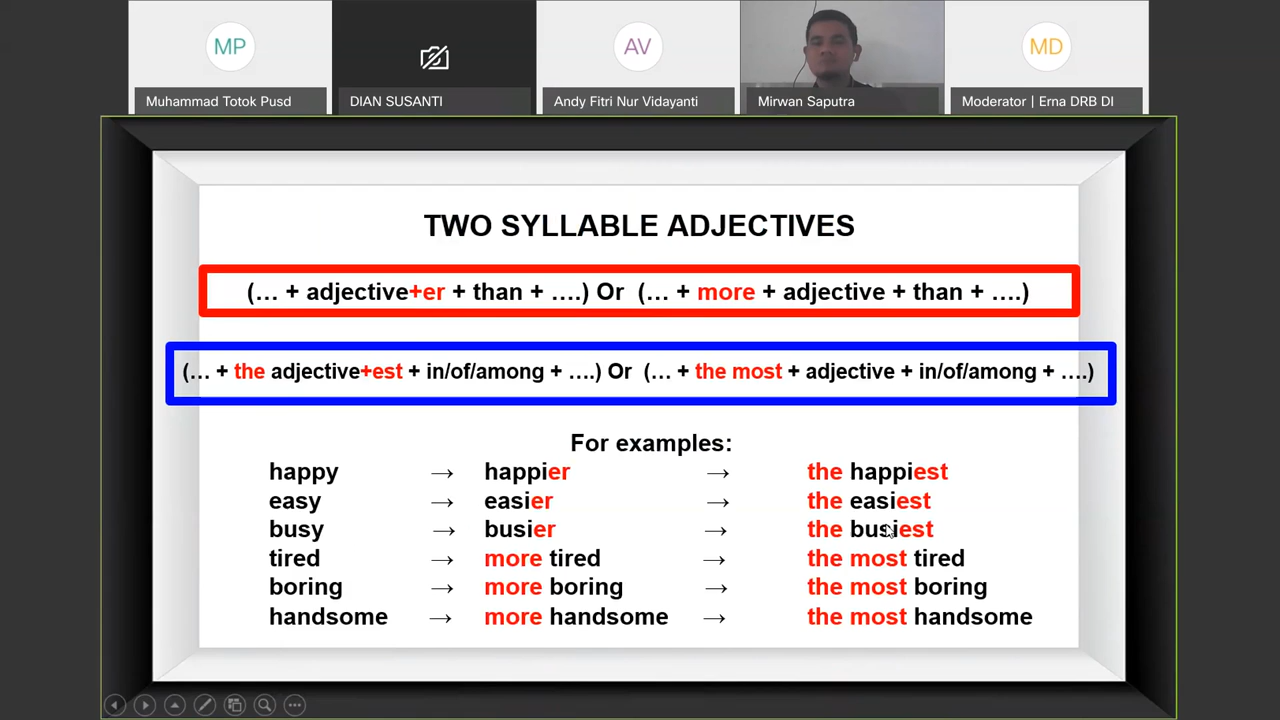 MP
AV
MD
Muhammad Totok Pusd
DIAN SUSANTI
Andy Fitri Nur Vidayanti
Mirwan Saputra
Moderator | Erna DRB DI
TWO SYLLABLE ADJECTIVES
(… + adjective+er + than + ….) Or (… + more + adjective + than + ….)
(… + the adjective+est + in/of/among + ….) Or (… + the most + adjective + in/of/among + ….)
For examples:
happy → happier → the happiest
easy → easier → the easiest
busy → busier → the busiest
tired → more tired → the most tired
boring → more boring → the most boring
handsome → more handsome → the most handsome